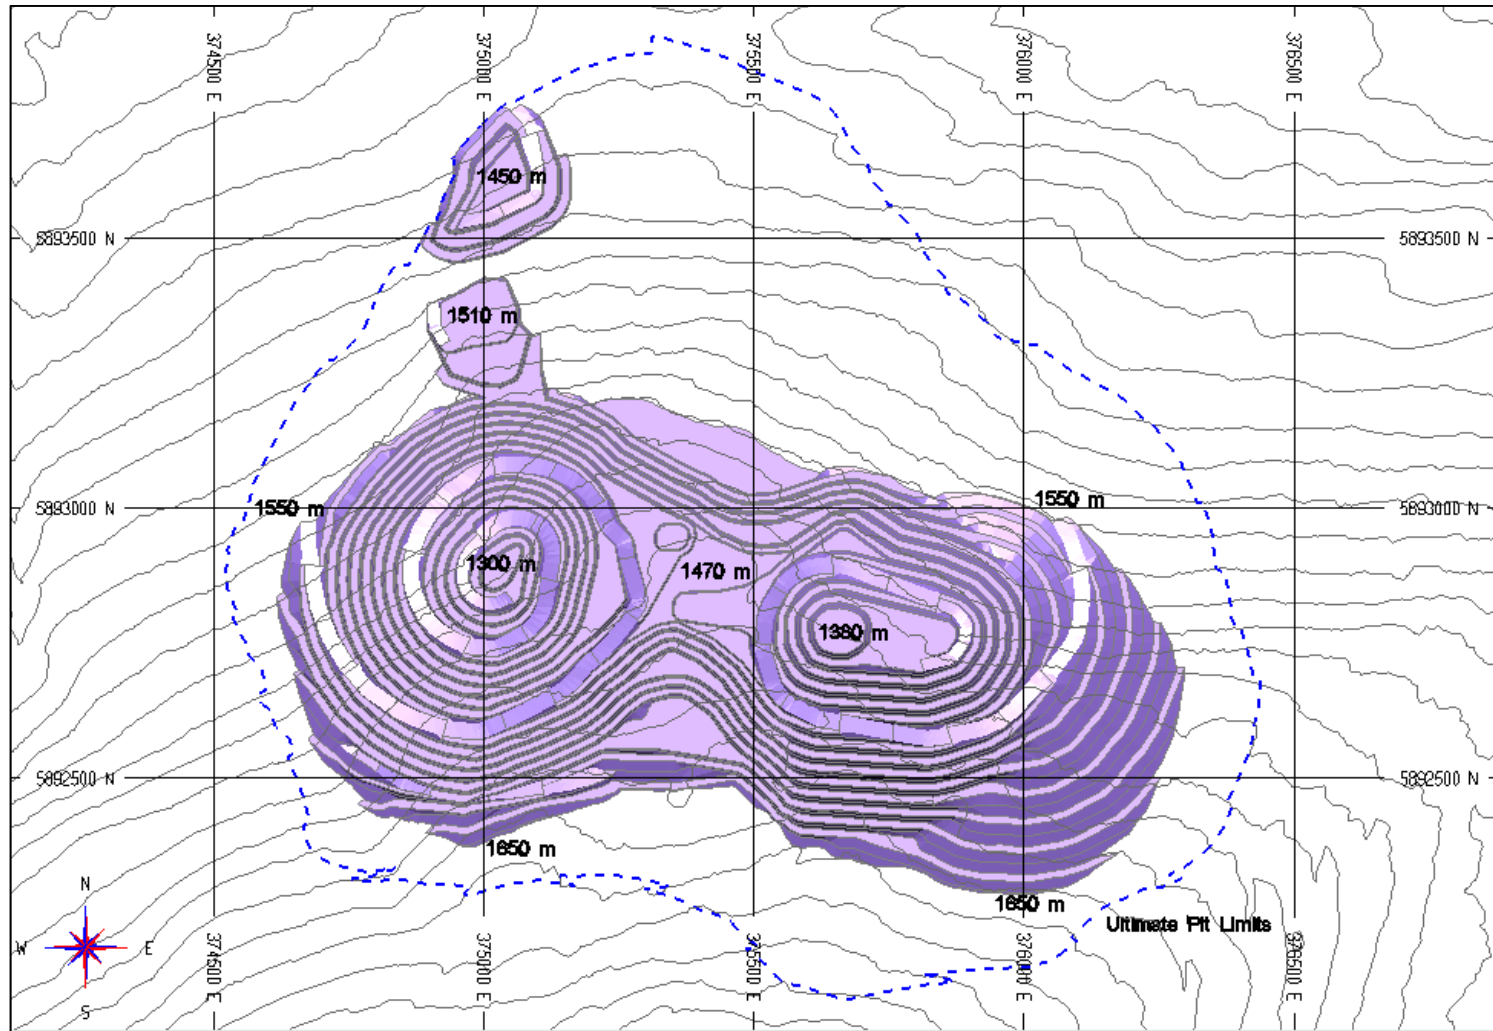 374500 E
375000 E
375500 E
376000 E
376500 E
1450 m
5893500 N
5893500 N
1510 m
1550 m
1550 m
5893000 N
5893000 N
1300 m
1470 m
1380 m
5892500 N
5892500 N
1650 m
1650 m
Ultimate Pit Limits
N
W
E
S
374500 E
375000 E
375500 E
376000 E
376500 E